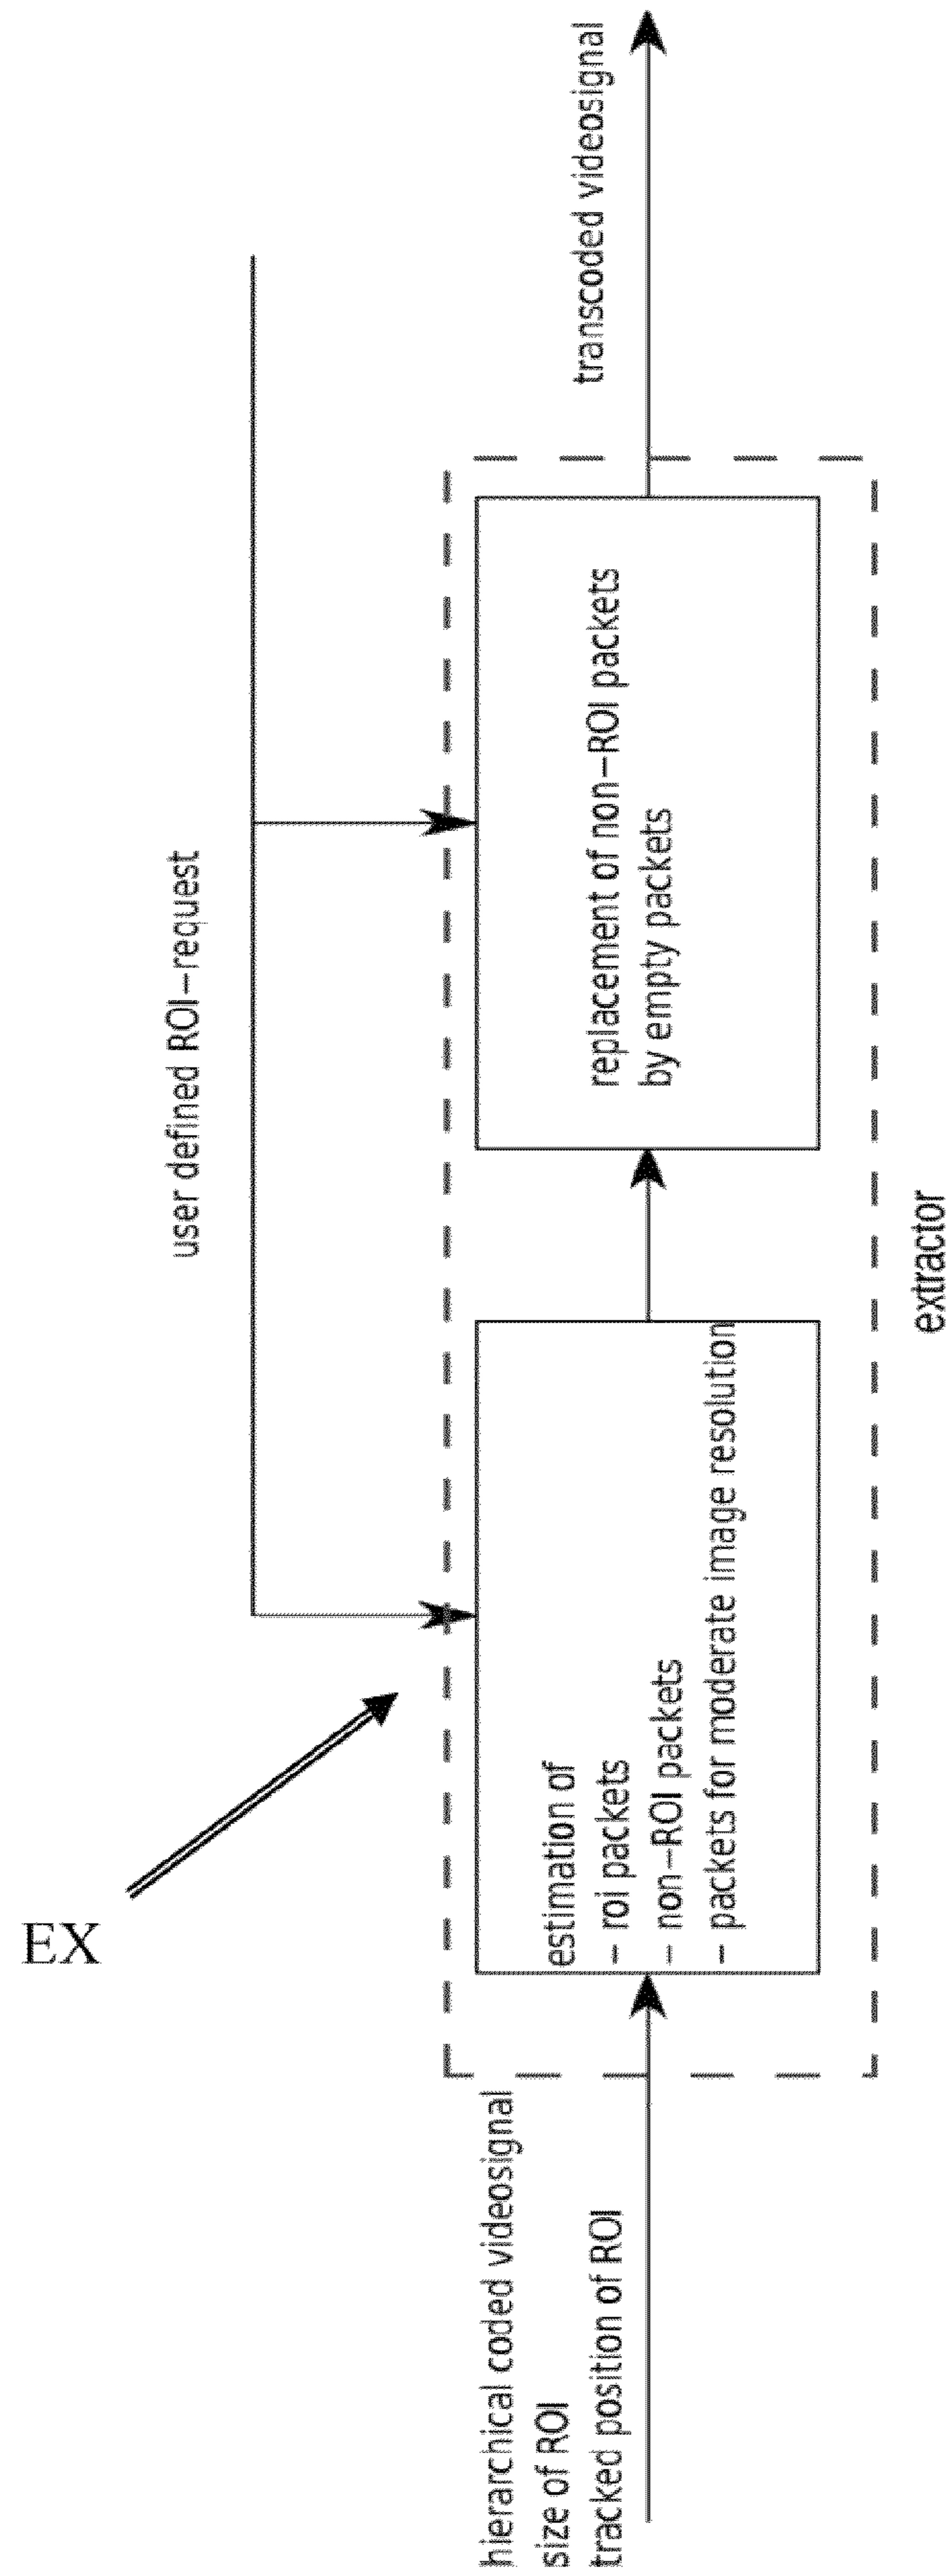 EX
user defined ROI–request
hierarchical coded videosignal
size of ROI
tracked position of ROI
estimation of
– roi packets
– non–ROI packets
– packets for moderate image resolution
replacement of non–ROI packets
by empty packets
transcoded videosignal
extractor